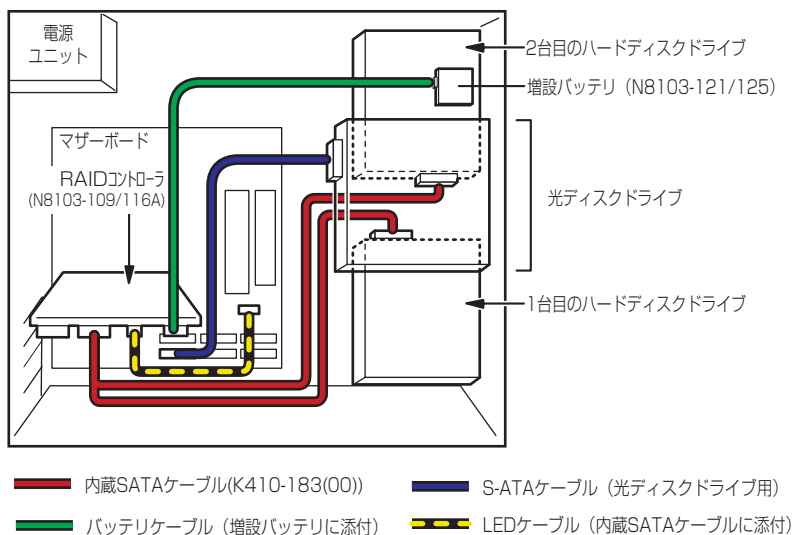 電源
ユニット
2台目のハードディスクドライブ
増設バッテリ（N8103-121/125）
マザーボード
RAIDコントローラ
(N8103-109/116A)
光ディスクドライブ
1台目のハードディスクドライブ
内蔵SATAケーブル(K410-183(00))
S-ATAケーブル（光ディスクドライブ用）
バッテリケーブル（増設バッテリに添付）
LEDケーブル（内蔵SATAケーブルに添付）